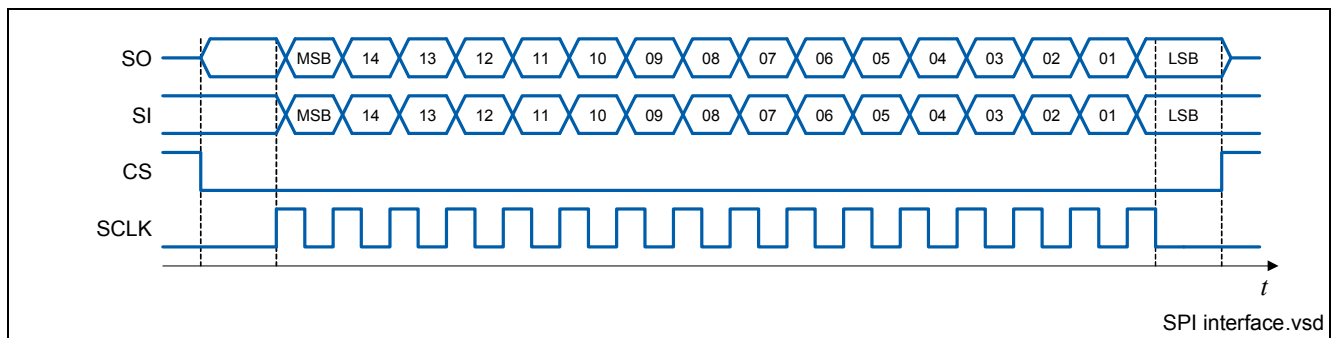 SO MSB 14 13 12 11 10 09 08 07 06 05 04 03 02 01 LSB
SI MSB 14 13 12 11 10 09 08 07 06 05 04 03 02 01 LSB
CS
SCLK
t
SPI interface.vsd